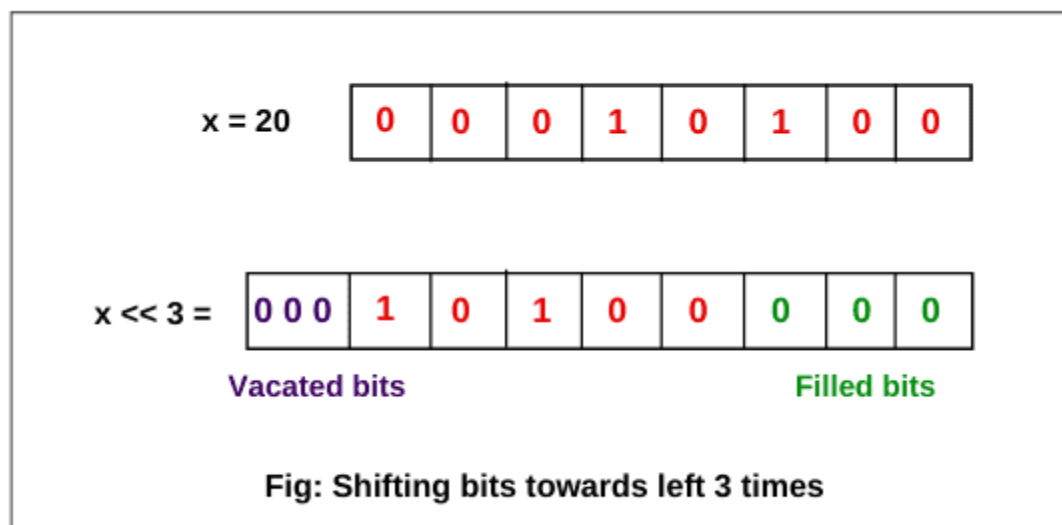 x = 20 0 0 0 1 0 1 0 0
x << 3 = 0 0 0 1 0 1 0 0 0 0 0
Vacated bits Filled bits
Fig: Shifting bits towards left 3 times